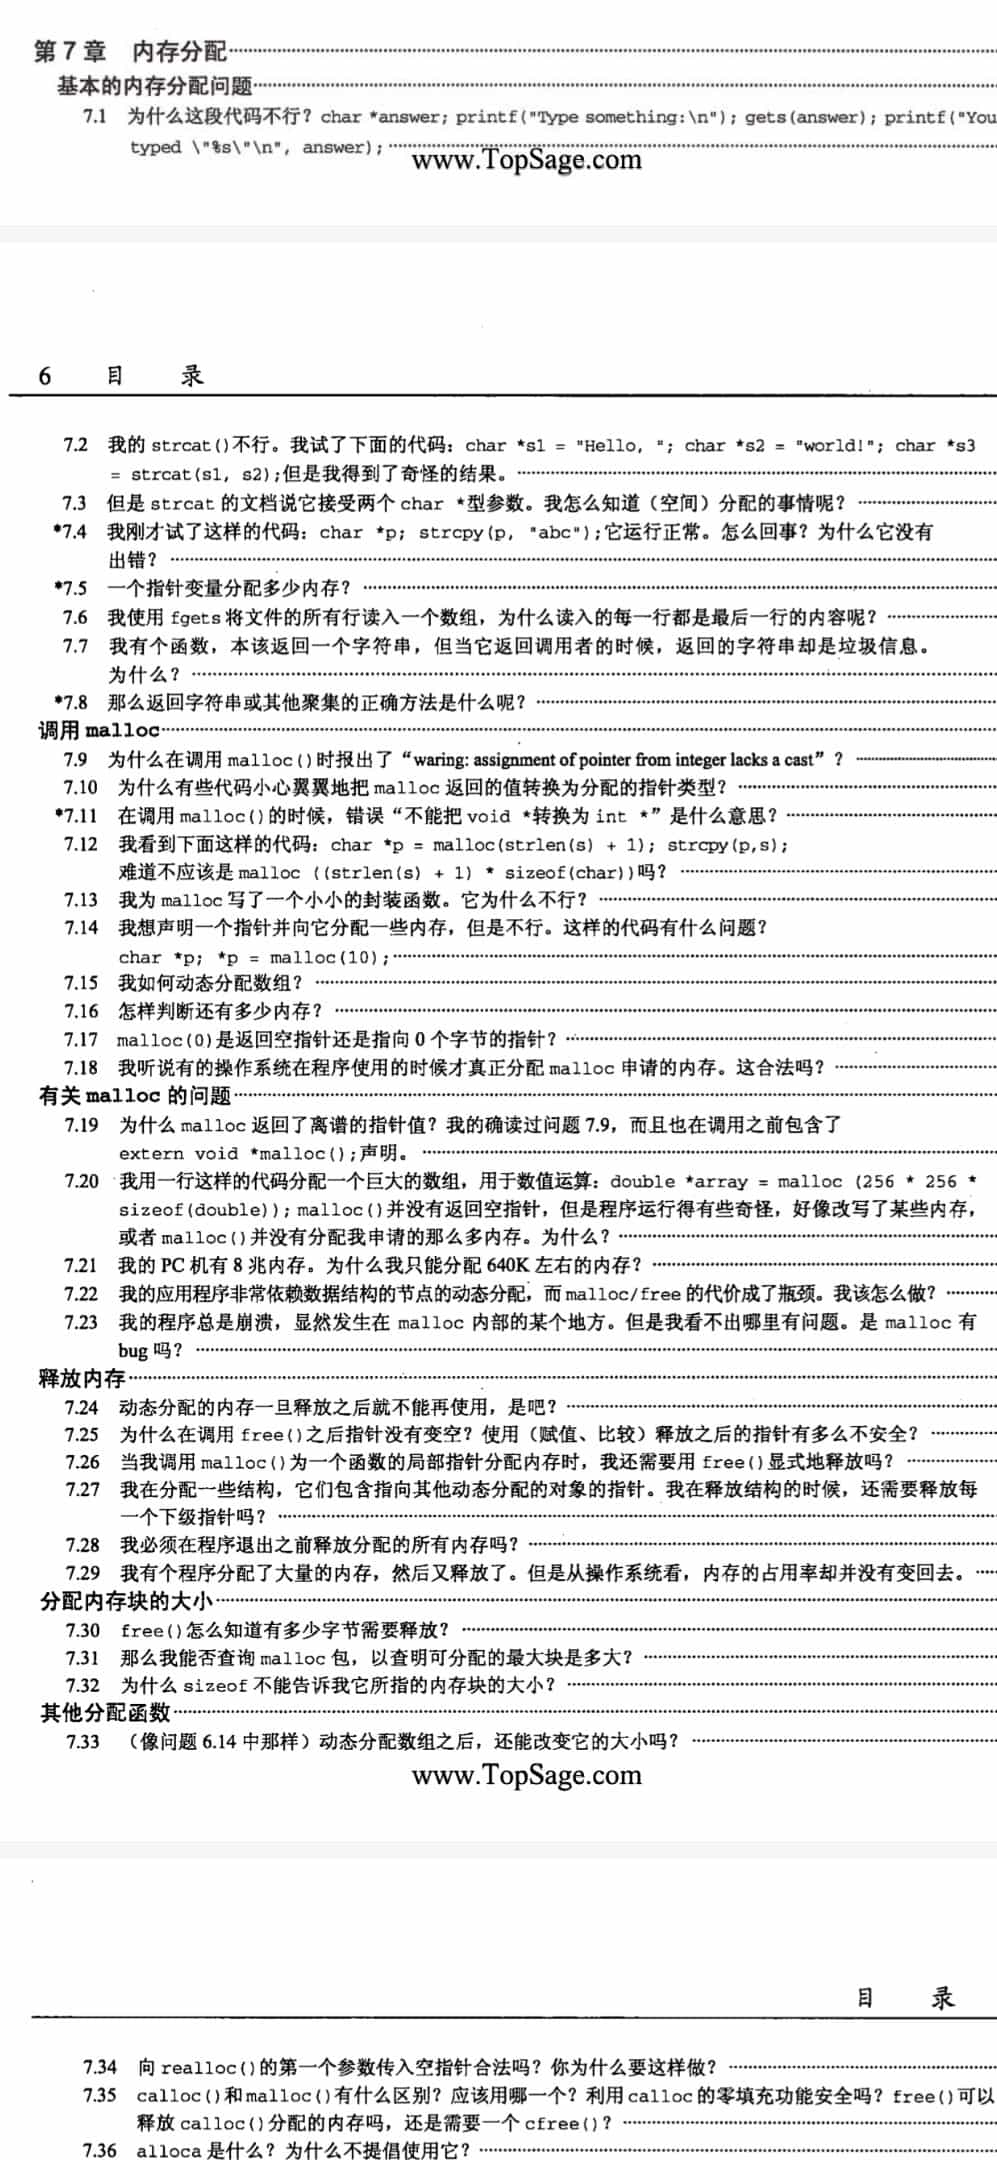 第 7 章 内存分配
基本的内存分配问题
7.1 为什么这段代码不行？char *answer; printf("Type something:\n"); gets(answer); printf("You
typed \"%s\"\n", answer);
www.TopSage.com
6 目 录
7.2 我的 strcat()不行。我试了下面的代码：char *s1 = "Hello, "; char *s2 = "world!"; char *s3
= strcat(s1, s2);但是我得到了奇怪的结果。
7.3 但是 strcat 的文档说它接受两个 char *型参数。我怎么知道（空间）分配的事情呢？
*7.4 我刚才试了这样的代码：char *p; strcpy(p, "abc");它运行正常。怎么回事？为什么它没有
出错？
*7.5 一个指针变量分配多少内存？
7.6 我使用 fgets 将文件的所有行读入一个数组，为什么读入的每一行都是最后一行的内容呢？
7.7 我有个函数，本该返回一个字符串，但当它返回调用者的时候，返回的字符串却是垃圾信息。
为什么？
*7.8 那么返回字符串或其他聚集的正确方法是什么呢？
调用 malloc
7.9 为什么在调用 malloc()时报出了“waring: assignment of pointer from integer lacks a cast”？
7.10 为什么有些代码小心翼翼地把 malloc 返回的值转换为分配的指针类型？
*7.11 在调用 malloc()的时候，错误“不能把 void *转换为 int *”是什么意思？
7.12 我看到下面这样的代码：char *p = malloc(strlen(s) + 1); strcpy(p,s);
难道不应该是 malloc ((strlen(s) + 1) * sizeof(char))吗？
7.13 我为 malloc 写了一个小小的封装函数。它为什么不行？
7.14 我想声明一个指针并向它分配一些内存，但是不行。这样的代码有什么问题？
char *p; *p = malloc(10);
7.15 我如何动态分配数组？
7.16 怎样判断还有多少内存？
7.17 malloc(0)是返回空指针还是指向 0 个字节的指针？
7.18 我听说有的操作系统在程序使用的时候才真正分配 malloc 申请的内存。这合法吗？
有关 malloc 的问题
7.19 为什么 malloc 返回了离谱的指针值？我的确读过问题 7.9，而且也在调用之前包含了
extern void *malloc();声明。
7.20 我用一行这样的代码分配一个巨大的数组，用于数值运算：double *array = malloc (256 * 256 *
sizeof(double)); malloc()并没有返回空指针，但是程序运行得有些奇怪，好像改写了某些内存，
或者 malloc()并没有分配我申请的那么多内存。为什么？
7.21 我的 PC 机有 8 兆内存。为什么我只能分配 640K 左右的内存？
7.22 我的应用程序非常依赖数据结构的节点的动态分配，而 malloc/free 的代价成了瓶颈。我该怎么做？
7.23 我的程序总是崩溃，显然发生在 malloc 内部的某个地方。但是我看不出哪里有问题。是 malloc 有
bug 吗？
释放内存
7.24 动态分配的内存一旦释放之后就不能再使用，是吧？
7.25 为什么在调用 free()之后指针没有变空？使用（赋值、比较）释放之后的指针有多么不安全？
7.26 当我调用 malloc()为一个函数的局部指针分配内存时，我还需要用 free()显式地释放吗？
7.27 我在分配一些结构，它们包含指向其他动态分配的对象的指针。我在释放结构的时候，还需要释放每
一个下级指针吗？
7.28 我必须在程序退出之前释放分配的所有内存吗？
7.29 我有个程序分配了大量的内存，然后又释放了。但是从操作系统看，内存的占用率却并没有变回去。
分配内存块的大小
7.30 free()怎么知道有多少字节需要释放？
7.31 那么我能否查询 malloc 包，以查明可分配的最大块是多大？
7.32 为什么 sizeof 不能告诉我它所指的内存块的大小？
其他分配函数
7.33 （像问题 6.14 中那样）动态分配数组之后，还能改变它的大小吗？
www.TopSage.com
目 录
7.34 向 realloc()的第一个参数传入空指针合法吗？你为什么要这样做？
7.35 calloc()和 malloc()有什么区别？应该用哪一个？利用 calloc 的零填充功能安全吗？free()可以
释放 calloc()分配的内存吗，还是需要一个 cfree()？
7.36 alloca 是什么？为什么不提倡使用它？